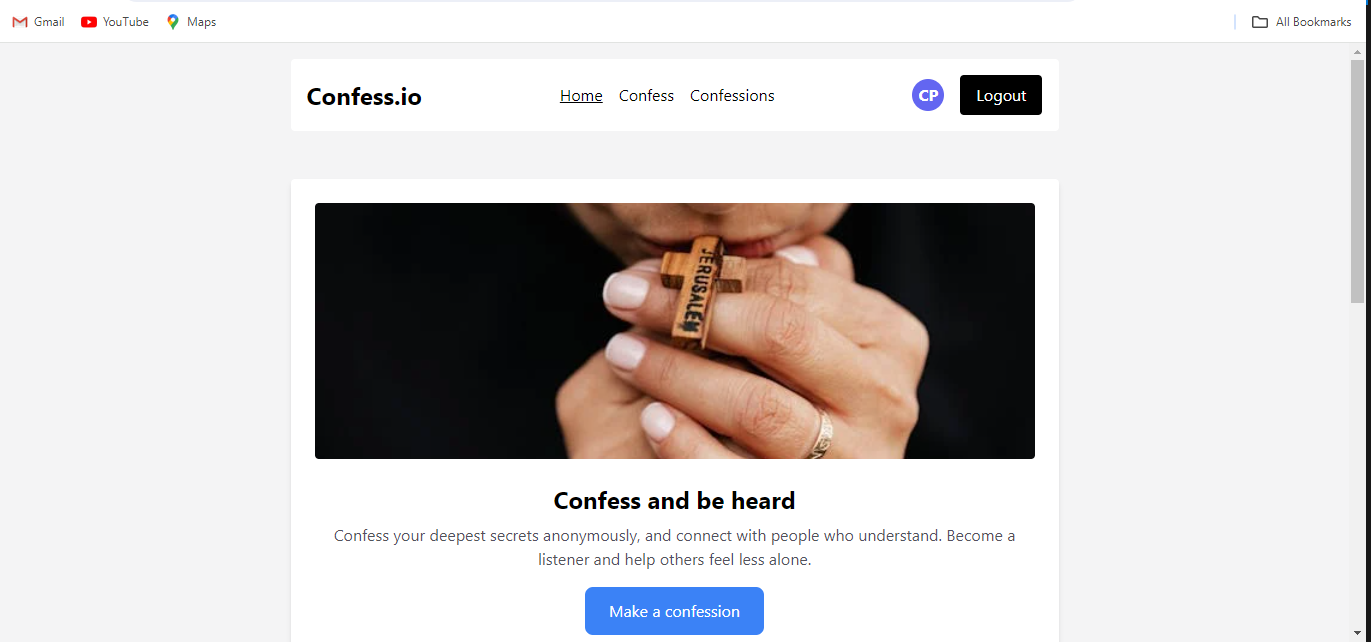 Gmail YouTube Maps All Bookmarks
Confess.io Home Confess Confessions CP Logout
JERUSALEM
Confess and be heard
Confess your deepest secrets anonymously, and connect with people who understand. Become a
listener and help others feel less alone.
Make a confession